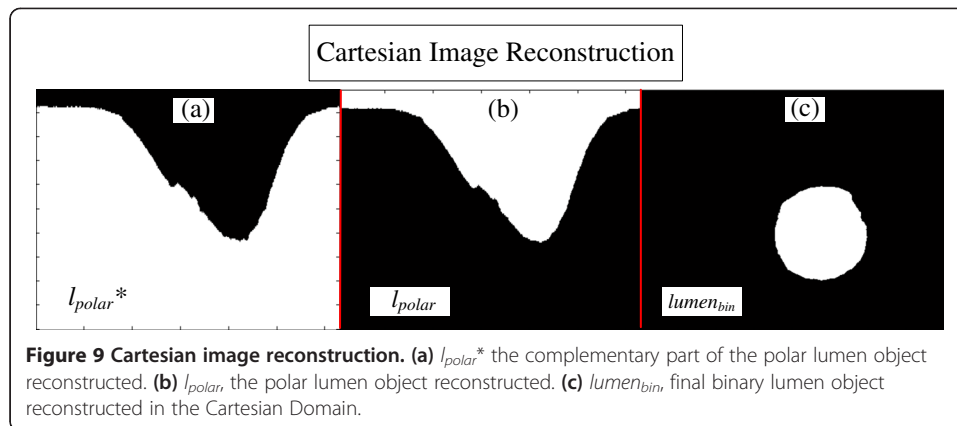 Cartesian Image Reconstruction
(a) (b) (c)
l_polar* l_polar lumen_bin
Figure 9 Cartesian image reconstruction. (a) l_polar* the complementary part of the polar lumen object
reconstructed. (b) l_polar, the polar lumen object reconstructed. (c) lumen_bin, final binary lumen object
reconstructed in the Cartesian Domain.